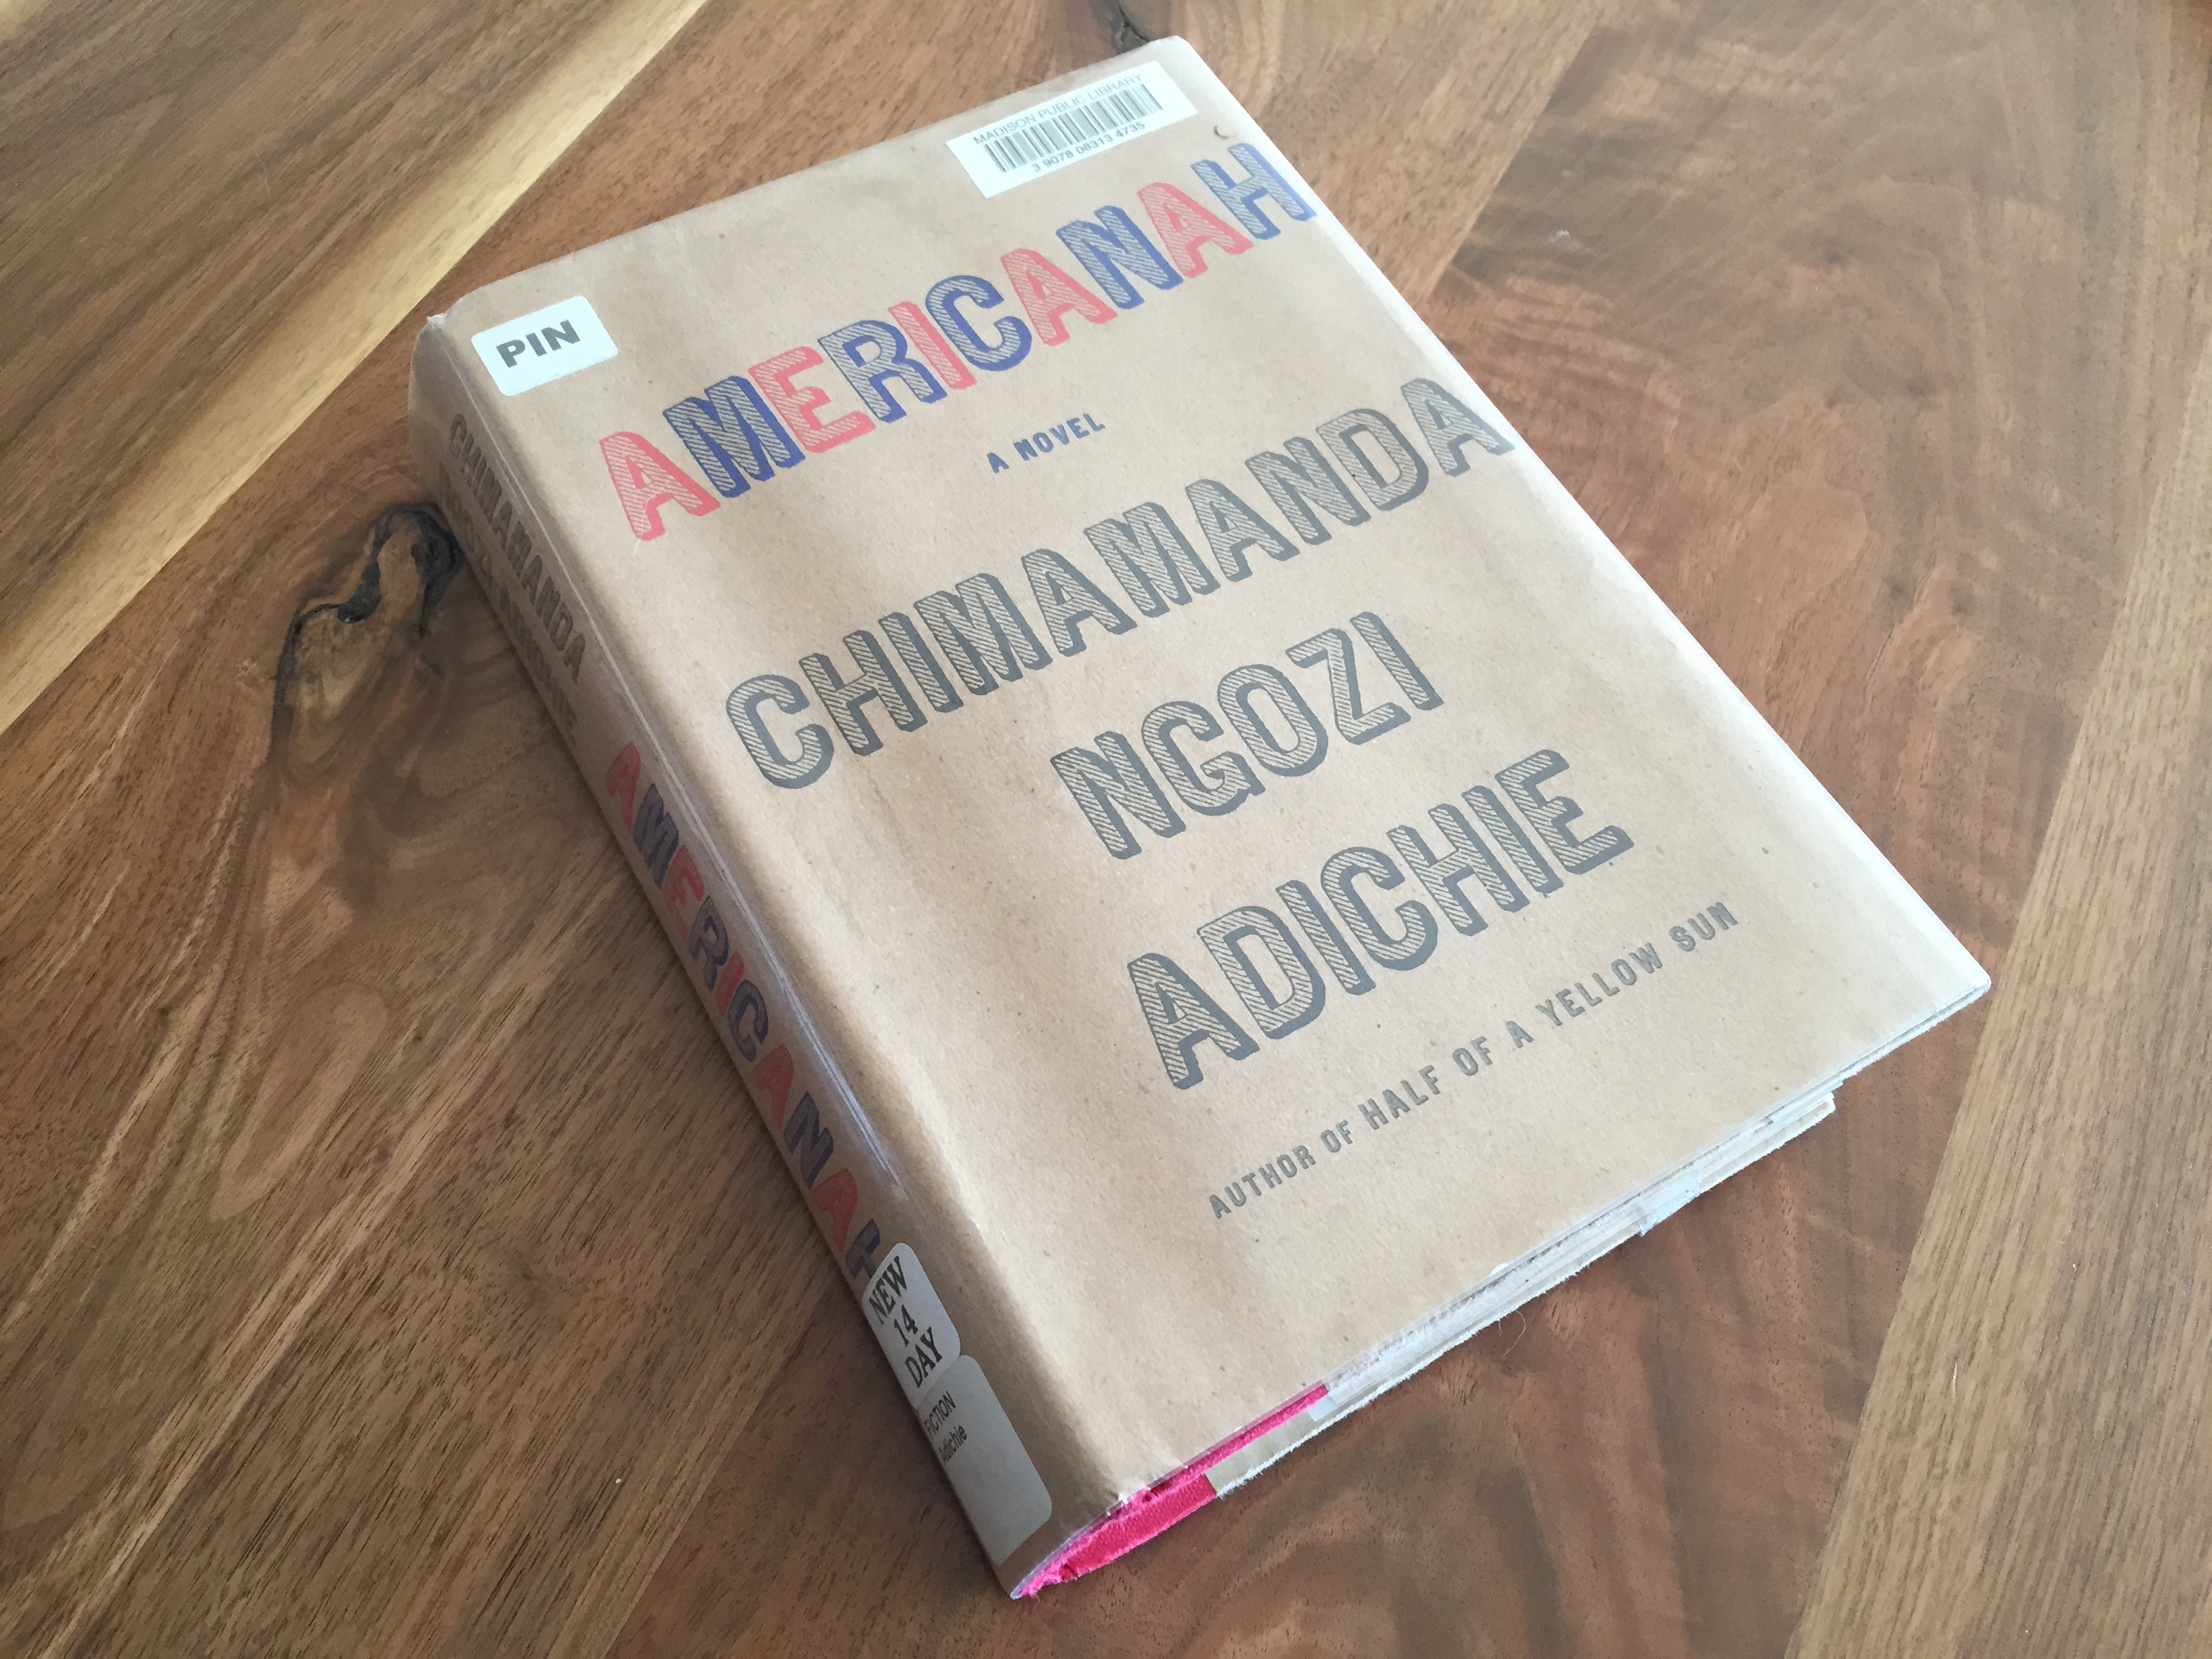 MADISON PUBLIC LIBRARY
3 9078 08313 4735
PIN
AMERICANAH
A NOVEL
CHIMAMANDA
NGOZI
ADICHIE
AUTHOR OF HALF OF A YELLOW SUN
CHIMAMANDA
AMERICANAH
NEW
14
DAY
FICTION
Adichie